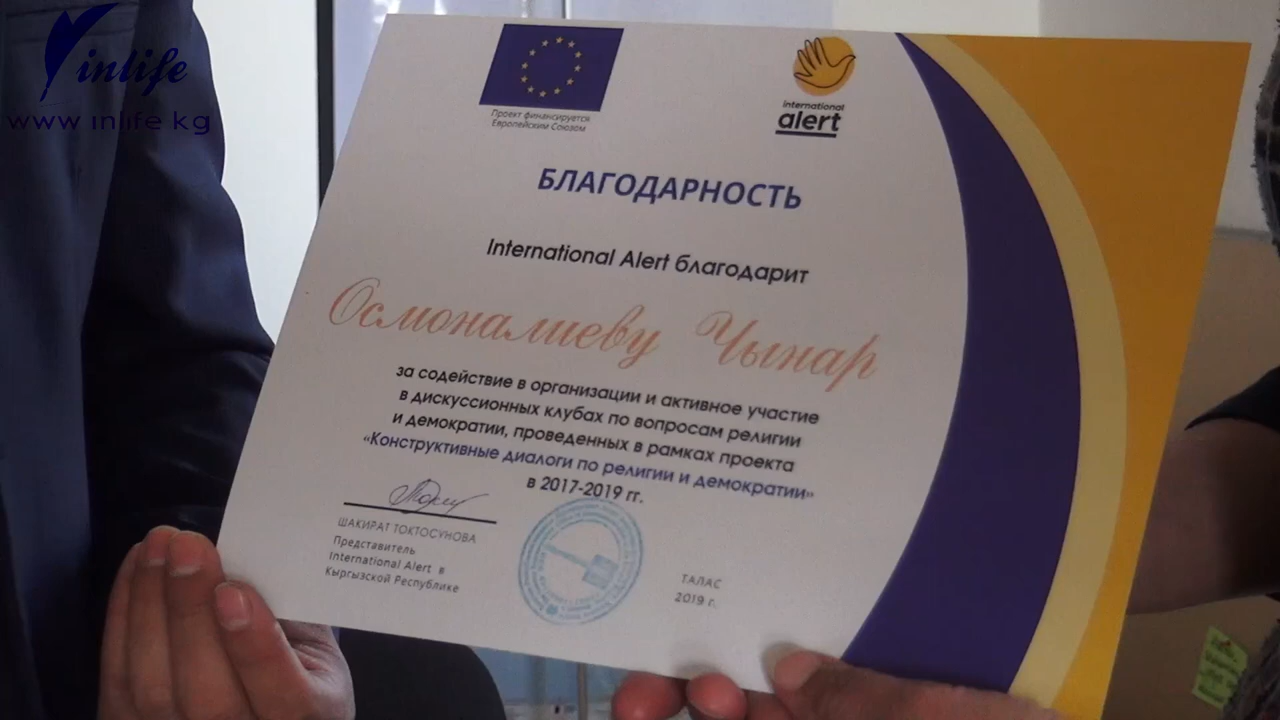 inlife
www inlife kg
Проект финансируется
Европейским Союзом
international
alert
БЛАГОДАРНОСТЬ
International Alert благодарит
Осмоналиеву Чынар
за содействие в организации и активное участие
в дискуссионных клубах по вопросам религии
и демократии, проведенных в рамках проекта
«Конструктивные диалоги по религии и демократии»
в 2017-2019 гг.
ШАКИРАТ ТОКТОСУНОВА
Представитель
International Alert в
Кыргызской Республике
ТАЛАС
2019 г.